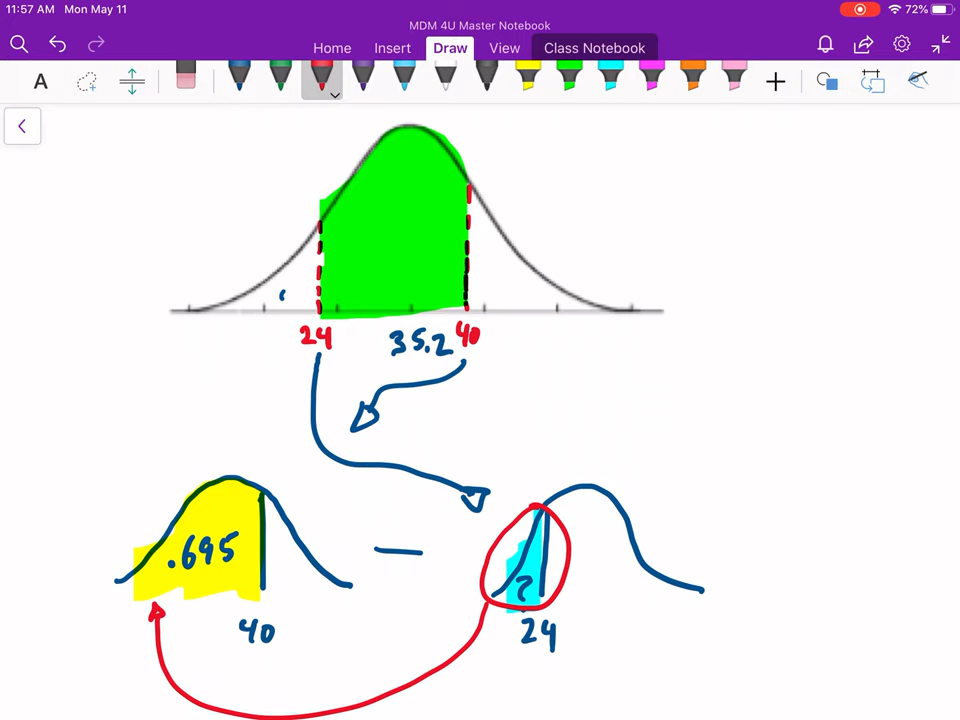 11:57 AM Mon May 11
72%
MDM 4U Master Notebook
Home Insert Draw View Class Notebook
A
24 35.2 40
.695 — ?
40 24